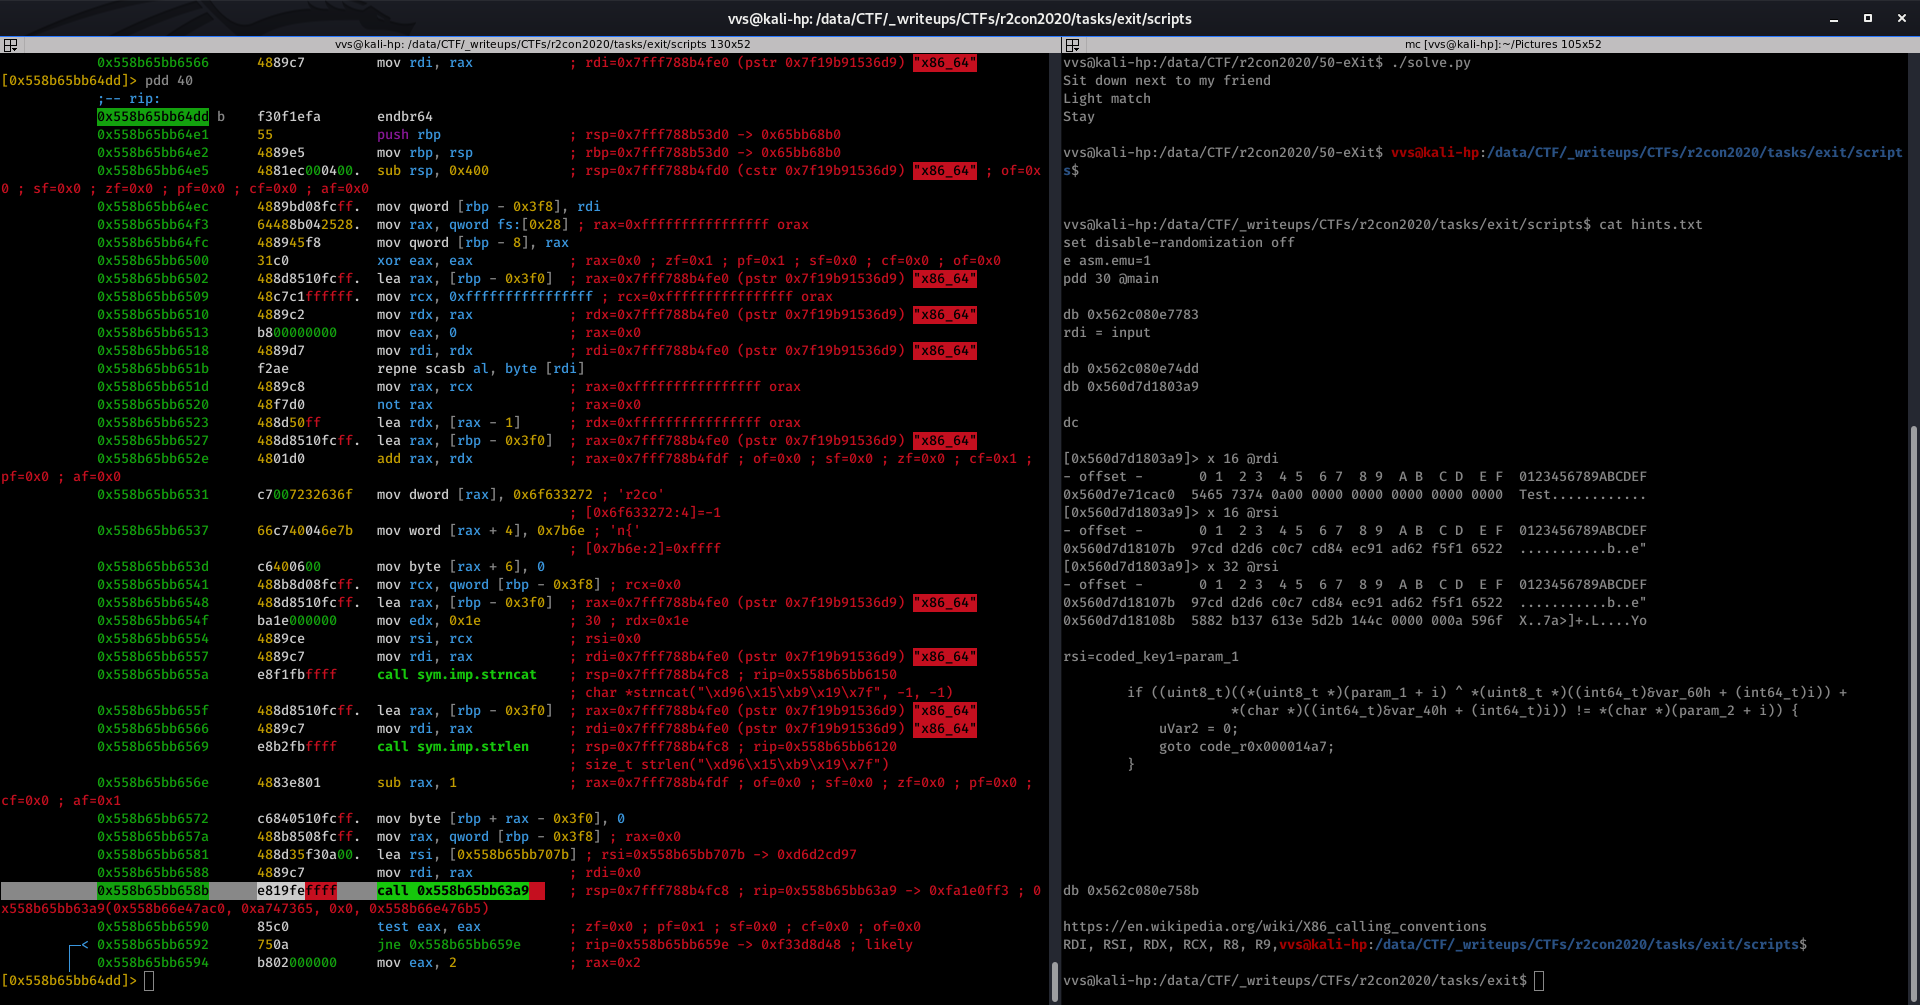 vvs@kali-hp: /data/CTF/_writeups/CTFs/r2con2020/tasks/exit/scripts
vvs@kali-hp: /data/CTF/_writeups/CTFs/r2con2020/tasks/exit/scripts 130x52
0x558b65bb6566 4889c7 mov rdi, rax ; rdi=0x7fff788b4fe0 (pstr 0x7f19b91536d9) "x86_64"
[0x558b65bb64dd]> pdd 40
;-- rip:
0x558b65bb64dd b f30f1efa endbr64
0x558b65bb64e1 55 push rbp ; rsp=0x7fff788b53d0 -> 0x65bb68b0
0x558b65bb64e2 4889e5 mov rbp, rsp ; rbp=0x7fff788b53d0 -> 0x65bb68b0
0x558b65bb64e5 4881ec000400. sub rsp, 0x400 ; rsp=0x7fff788b4fd0 (cstr 0x7f19b91536d9) "x86_64" ; of=0x
0 ; sf=0x0 ; zf=0x0 ; pf=0x0 ; cf=0x0 ; af=0x0
0x558b65bb64ec 4889bd08fcff. mov qword [rbp - 0x3f8], rdi
0x558b65bb64f3 64488b042528. mov rax, qword fs:[0x28] ; rax=0xffffffffffffffff orax
0x558b65bb64fc 488945f8 mov qword [rbp - 8], rax
0x558b65bb6500 31c0 xor eax, eax ; rax=0x0 ; zf=0x1 ; pf=0x1 ; sf=0x0 ; cf=0x0 ; of=0x0
0x558b65bb6502 488d8510fcff. lea rax, [rbp - 0x3f0] ; rax=0x7fff788b4fe0 (pstr 0x7f19b91536d9) "x86_64"
0x558b65bb6509 48c7c1ffffff. mov rcx, 0xffffffffffffffff ; rcx=0xffffffffffffffff orax
0x558b65bb6510 4889c2 mov rdx, rax ; rdx=0x7fff788b4fe0 (pstr 0x7f19b91536d9) "x86_64"
0x558b65bb6513 b800000000 mov eax, 0 ; rax=0x0
0x558b65bb6518 4889d7 mov rdi, rdx ; rdi=0x7fff788b4fe0 (pstr 0x7f19b91536d9) "x86_64"
0x558b65bb651b f2ae repne scasb al, byte [rdi]
0x558b65bb651d 4889c8 mov rax, rcx ; rax=0xffffffffffffffff orax
0x558b65bb6520 48f7d0 not rax ; rax=0x0
0x558b65bb6523 488d50ff lea rdx, [rax - 1] ; rdx=0xffffffffffffffff orax
0x558b65bb6527 488d8510fcff. lea rax, [rbp - 0x3f0] ; rax=0x7fff788b4fe0 (pstr 0x7f19b91536d9) "x86_64"
0x558b65bb652e 4801d0 add rax, rdx ; rax=0x7fff788b4fdf ; of=0x0 ; sf=0x0 ; zf=0x0 ; cf=0x1 ;
pf=0x0 ; af=0x0
0x558b65bb6531 c7007232636f mov dword [rax], 0x6f633272 ; 'r2co'
; [0x6f633272:4]=-1
0x558b65bb6537 66c740046e7b mov word [rax + 4], 0x7b6e ; 'n{'
; [0x7b6e:2]=0xffff
0x558b65bb653d c6400600 mov byte [rax + 6], 0
0x558b65bb6541 488b8d08fcff. mov rcx, qword [rbp - 0x3f8] ; rcx=0x0
0x558b65bb6548 488d8510fcff. lea rax, [rbp - 0x3f0] ; rax=0x7fff788b4fe0 (pstr 0x7f19b91536d9) "x86_64"
0x558b65bb654f ba1e000000 mov edx, 0x1e ; 30 ; rdx=0x1e
0x558b65bb6554 4889ce mov rsi, rcx ; rsi=0x0
0x558b65bb6557 4889c7 mov rdi, rax ; rdi=0x7fff788b4fe0 (pstr 0x7f19b91536d9) "x86_64"
0x558b65bb655a e8f1fbffff call sym.imp.strncat ; rsp=0x7fff788b4fc8 ; rip=0x558b65bb6150
; char *strncat("\xd96\x15\xb9\x19\x7f", -1, -1)
0x558b65bb655f 488d8510fcff. lea rax, [rbp - 0x3f0] ; rax=0x7fff788b4fe0 (pstr 0x7f19b91536d9) "x86_64"
0x558b65bb6566 4889c7 mov rdi, rax ; rdi=0x7fff788b4fe0 (pstr 0x7f19b91536d9) "x86_64"
0x558b65bb6569 e8b2fbffff call sym.imp.strlen ; rsp=0x7fff788b4fc8 ; rip=0x558b65bb6120
; size_t strlen("\xd96\x15\xb9\x19\x7f")
0x558b65bb656e 4883e801 sub rax, 1 ; rax=0x7fff788b4fdf ; of=0x0 ; sf=0x0 ; zf=0x0 ; pf=0x0 ;
cf=0x0 ; af=0x1
0x558b65bb6572 c6840510fcff. mov byte [rbp + rax - 0x3f0], 0
0x558b65bb657a 488b8508fcff. mov rax, qword [rbp - 0x3f8] ; rax=0x0
0x558b65bb6581 488d35f30a00. lea rsi, [0x558b65bb707b] ; rsi=0x558b65bb707b -> 0xd6d2cd97
0x558b65bb6588 4889c7 mov rdi, rax ; rdi=0x0
0x558b65bb658b e819feffff call 0x558b65bb63a9 ; rsp=0x7fff788b4fc8 ; rip=0x558b65bb63a9 -> 0xfa1e0ff3 ; 0
x558b65bb63a9(0x558b66e47ac0, 0xa747365, 0x0, 0x558b66e476b5)
0x558b65bb6590 85c0 test eax, eax ; zf=0x0 ; pf=0x1 ; sf=0x0 ; cf=0x0 ; of=0x0
< 0x558b65bb6592 750a jne 0x558b65bb659e ; rip=0x558b65bb659e -> 0xf33d8d48 ; likely
0x558b65bb6594 b802000000 mov eax, 2 ; rax=0x2
[0x558b65bb64dd]>
mc [vvs@kali-hp]:~/Pictures 105x52
vvs@kali-hp:/data/CTF/r2con2020/50-eXit$ ./solve.py
Sit down next to my friend
Light match
Stay
vvs@kali-hp:/data/CTF/r2con2020/50-eXit$ vvs@kali-hp:/data/CTF/_writeups/CTFs/r2con2020/tasks/exit/script
s$
vvs@kali-hp:/data/CTF/_writeups/CTFs/r2con2020/tasks/exit/scripts$ cat hints.txt
set disable-randomization off
e asm.emu=1
pdd 30 @main
db 0x562c080e7783
rdi = input
db 0x562c080e74dd
db 0x560d7d1803a9
dc
[0x560d7d1803a9]> x 16 @rdi
- offset - 0 1 2 3 4 5 6 7 8 9 A B C D E F 0123456789ABCDEF
0x560d7e71cac0 5465 7374 0a00 0000 0000 0000 0000 0000 Test............
[0x560d7d1803a9]> x 16 @rsi
- offset - 0 1 2 3 4 5 6 7 8 9 A B C D E F 0123456789ABCDEF
0x560d7d18107b 97cd d2d6 c0c7 cd84 ec91 ad62 f5f1 6522 ...........b..e"
[0x560d7d1803a9]> x 32 @rsi
- offset - 0 1 2 3 4 5 6 7 8 9 A B C D E F 0123456789ABCDEF
0x560d7d18107b 97cd d2d6 c0c7 cd84 ec91 ad62 f5f1 6522 ...........b..e"
0x560d7d18108b 5882 b137 613e 5d2b 144c 0000 000a 596f X..7a>]+.L....Yo
rsi=coded_key1=param_1
if ((uint8_t)((*(uint8_t *)(param_1 + i) ^ *(uint8_t *)((int64_t)&var_60h + (int64_t)i)) +
*(char *)((int64_t)&var_40h + (int64_t)i)) != *(char *)(param_2 + i)) {
uVar2 = 0;
goto code_r0x000014a7;
}
db 0x562c080e758b
https://en.wikipedia.org/wiki/X86_calling_conventions
RDI, RSI, RDX, RCX, R8, R9,vvs@kali-hp:/data/CTF/_writeups/CTFs/r2con2020/tasks/exit/scripts$
vvs@kali-hp:/data/CTF/_writeups/CTFs/r2con2020/tasks/exit$